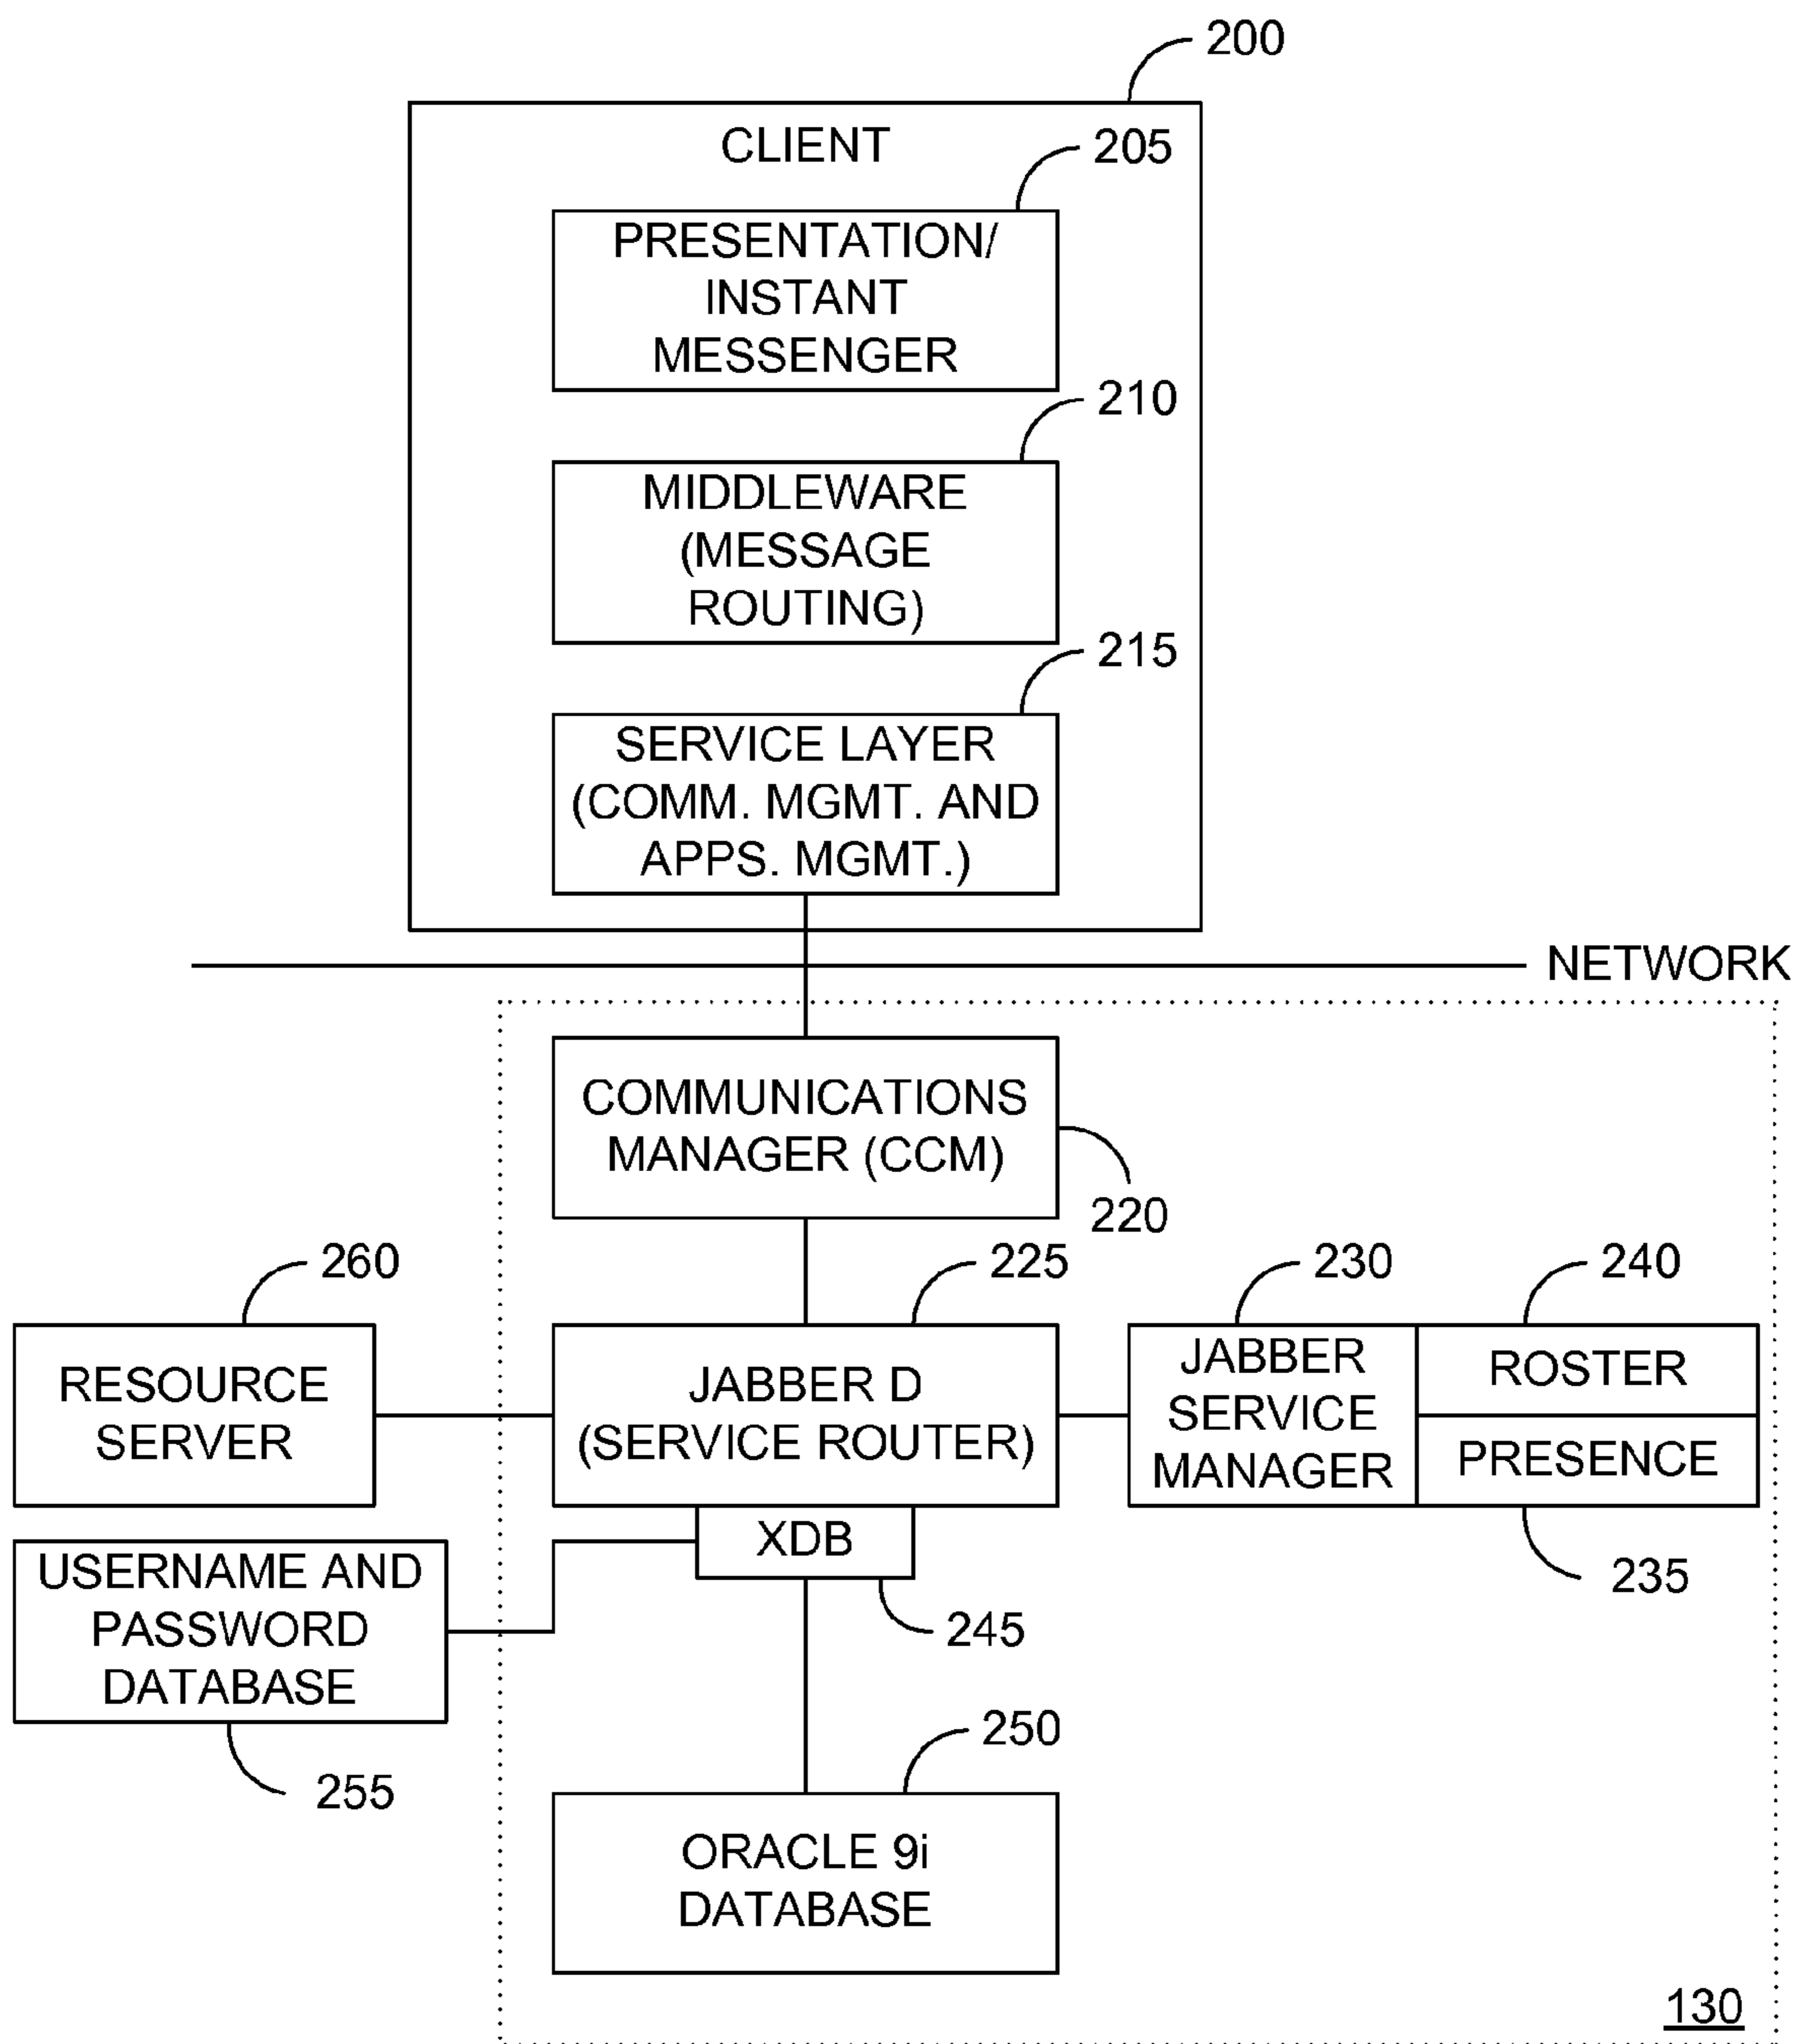 200
CLIENT
205
PRESENTATION/
INSTANT
MESSENGER
210
MIDDLEWARE
(MESSAGE
ROUTING)
215
SERVICE LAYER
(COMM. MGMT. AND
APPS. MGMT.)
NETWORK
COMMUNICATIONS
MANAGER (CCM)
220
260
225
230
240
RESOURCE
SERVER
JABBER D
(SERVICE ROUTER)
JABBER
SERVICE
MANAGER
ROSTER
PRESENCE
235
XDB
245
USERNAME AND
PASSWORD
DATABASE
255
250
ORACLE 9i
DATABASE
130